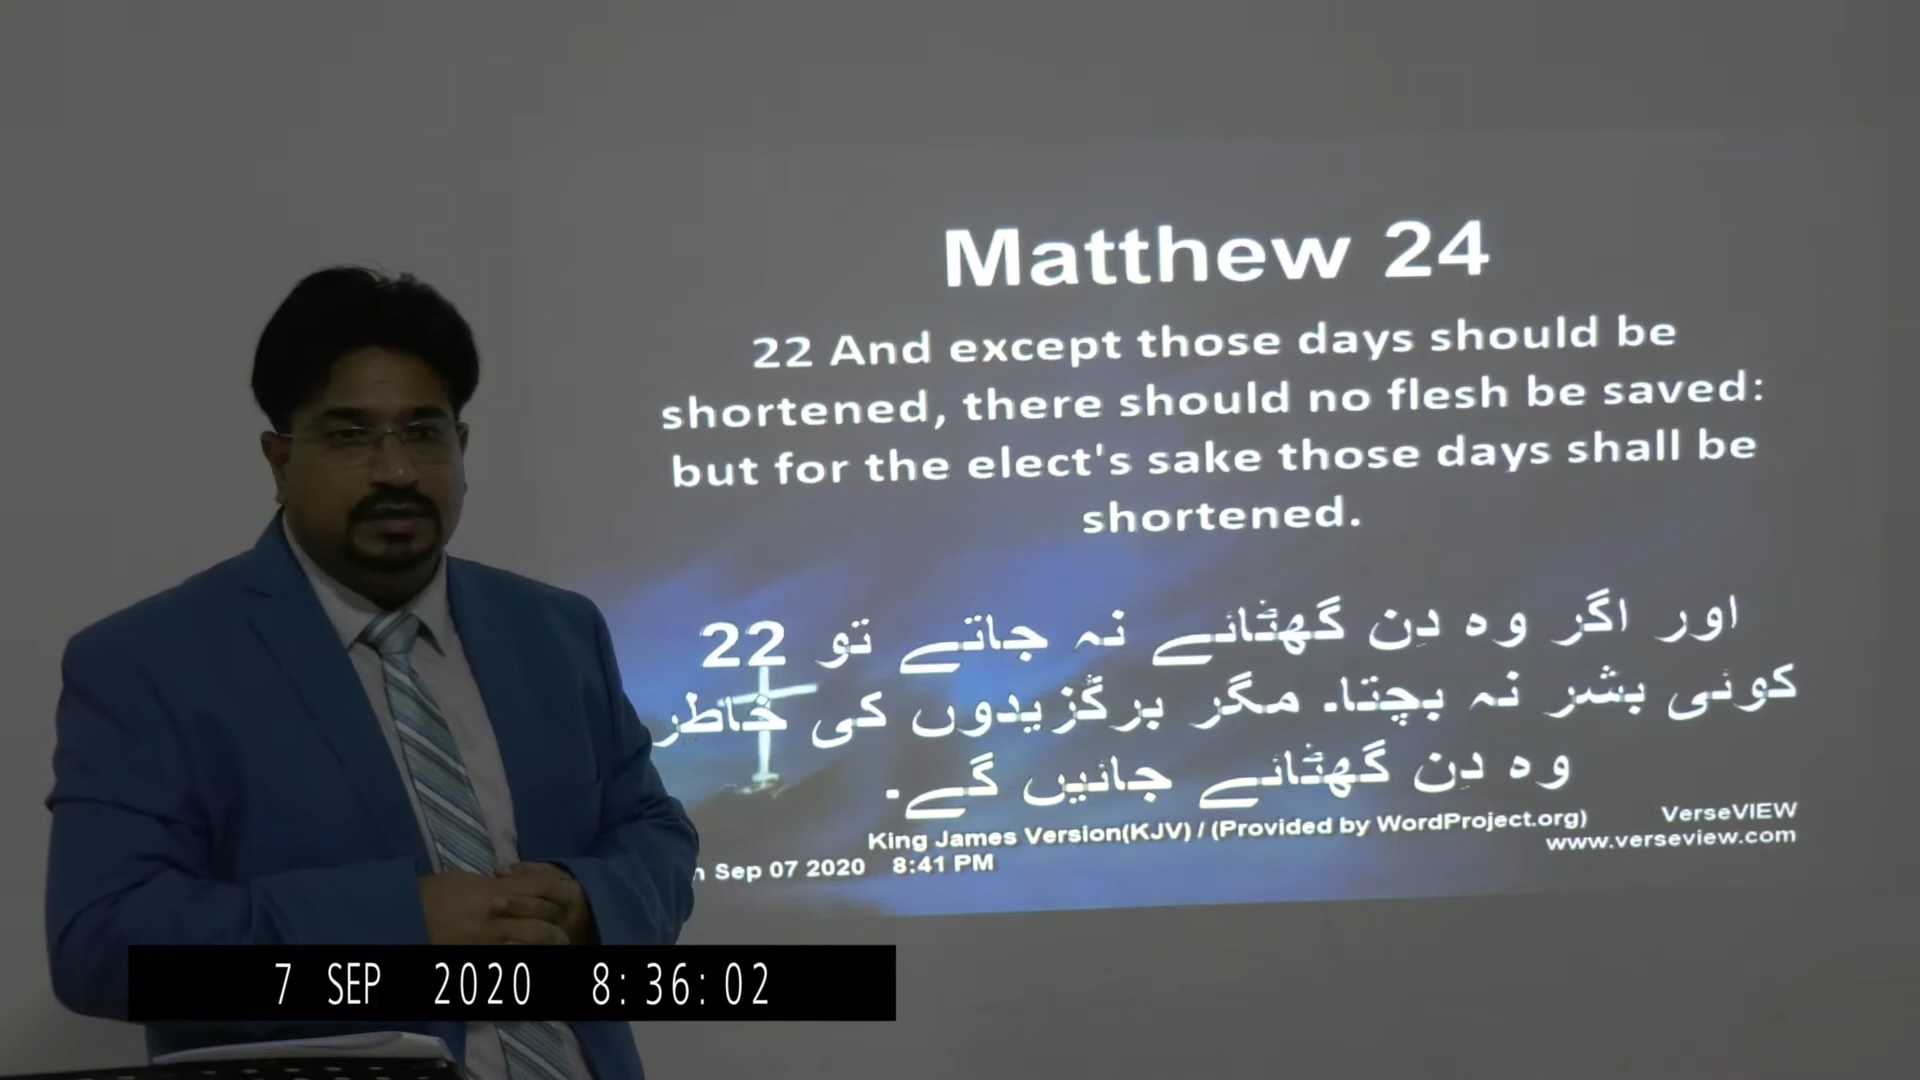 Matthew 24
22 And except those days should be
shortened, there should no flesh be saved:
but for the elect's sake those days shall be
shortened.
اور اگر وہ دِن گھٹائے نہ جاتے تو 22
کوئی بشر نہ بچتا۔ مگر برگزیدوں کی خاطر
وہ دِن گھٹائے جائیں گے۔
King James Version(KJV) / (Provided by WordProject.org)
VerseVIEW
www.verseview.com
Sep 07 2020 8:41 PM
7 SEP 2020 8:36:02